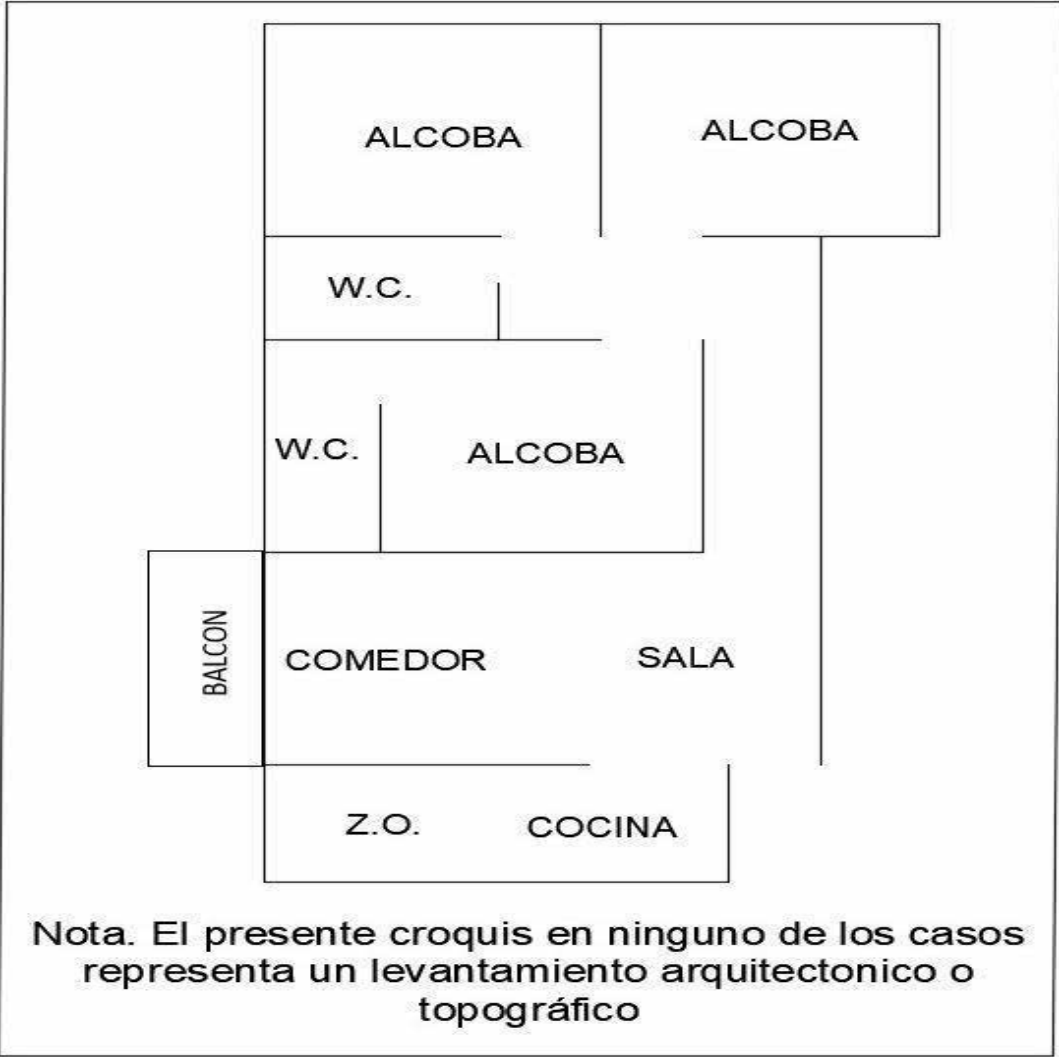 ALCOBA
ALCOBA
W.C.
W.C.
ALCOBA
BALCON
COMEDOR
SALA
Z.O.
COCINA
Nota. El presente croquis en ninguno de los casos
representa un levantamiento arquitectonico o
topográfico